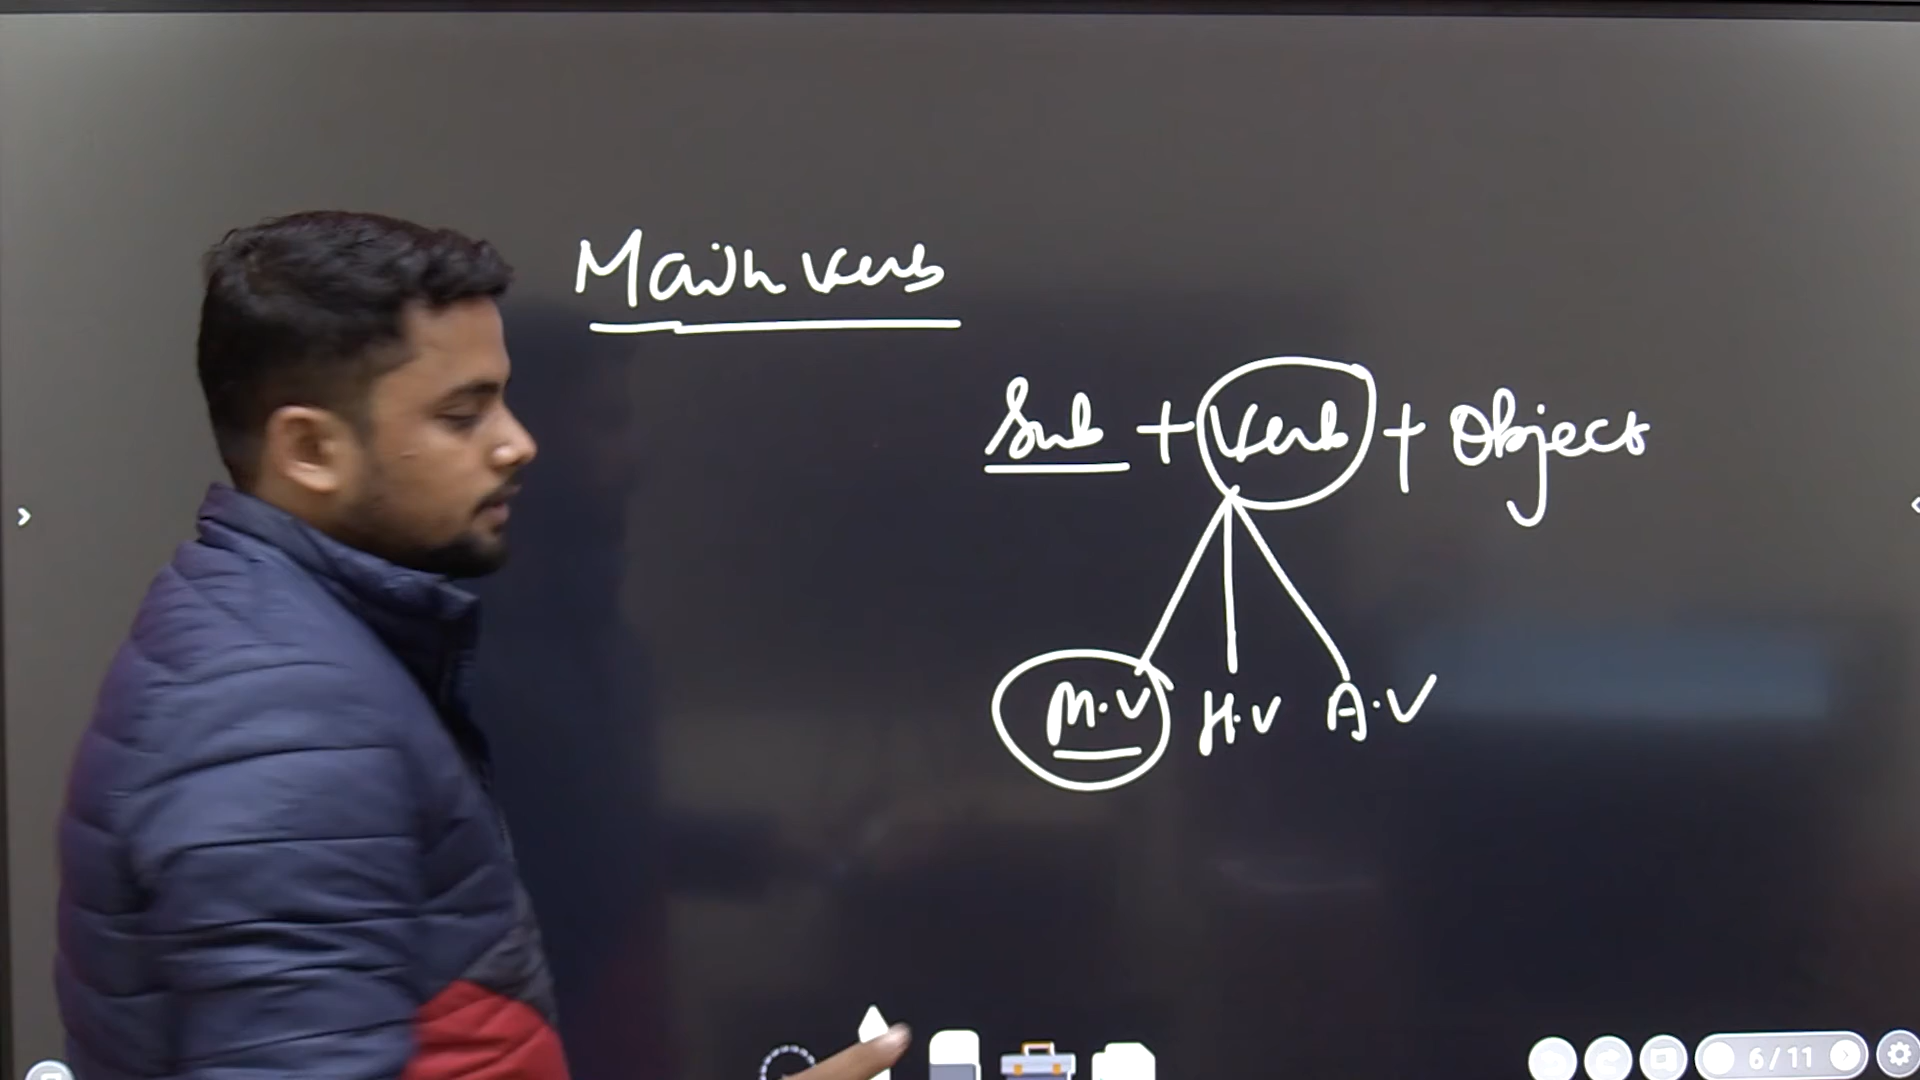 Main Verb
Sub + Verb + Object
M.V H.V A.V
6/11